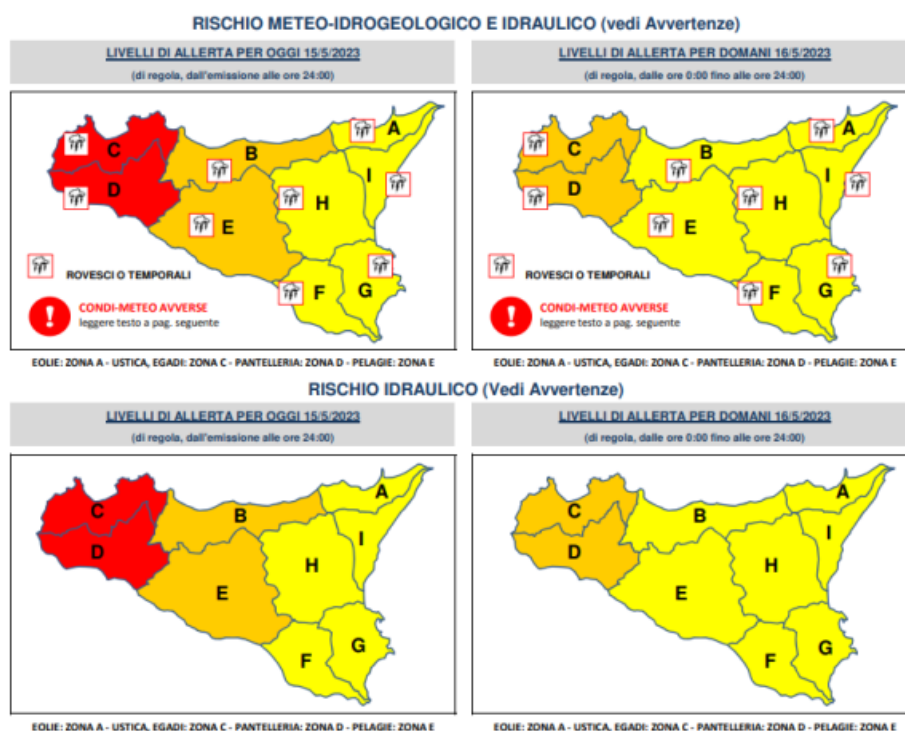 RISCHIO METEO-IDROGEOLOGICO E IDRAULICO (vedi Avvertenze)
LIVELLI DI ALLERTA PER OGGI 15/5/2023
(di regola, dall'emissione alle ore 24:00)
C
D
B
E
A
I
H
F
G
ROVESCI O TEMPORALI
CONDI-METEO AVVERSE
leggere testo a pag. seguente
EOLIE: ZONA A - USTICA, EGADI: ZONA C - PANTELLERIA: ZONA D - PELAGIE: ZONA E
LIVELLI DI ALLERTA PER DOMANI 16/5/2023
(di regola, dalle ore 0:00 fino alle ore 24:00)
C
D
B
E
A
I
H
F
G
ROVESCI O TEMPORALI
CONDI-METEO AVVERSE
leggere testo a pag. seguente
EOLIE: ZONA A - USTICA, EGADI: ZONA C - PANTELLERIA: ZONA D - PELAGIE: ZONA E
RISCHIO IDRAULICO (Vedi Avvertenze)
LIVELLI DI ALLERTA PER OGGI 15/5/2023
(di regola, dall'emissione alle ore 24:00)
C
D
B
E
A
I
H
F
G
EOLIE: ZONA A - USTICA, EGADI: ZONA C - PANTELLERIA: ZONA D - PELAGIE: ZONA E
LIVELLI DI ALLERTA PER DOMANI 16/5/2023
(di regola, dalle ore 0:00 fino alle ore 24:00)
C
D
B
E
A
I
H
F
G
EOLIE: ZONA A - USTICA, EGADI: ZONA C - PANTELLERIA: ZONA D - PELAGIE: ZONA E